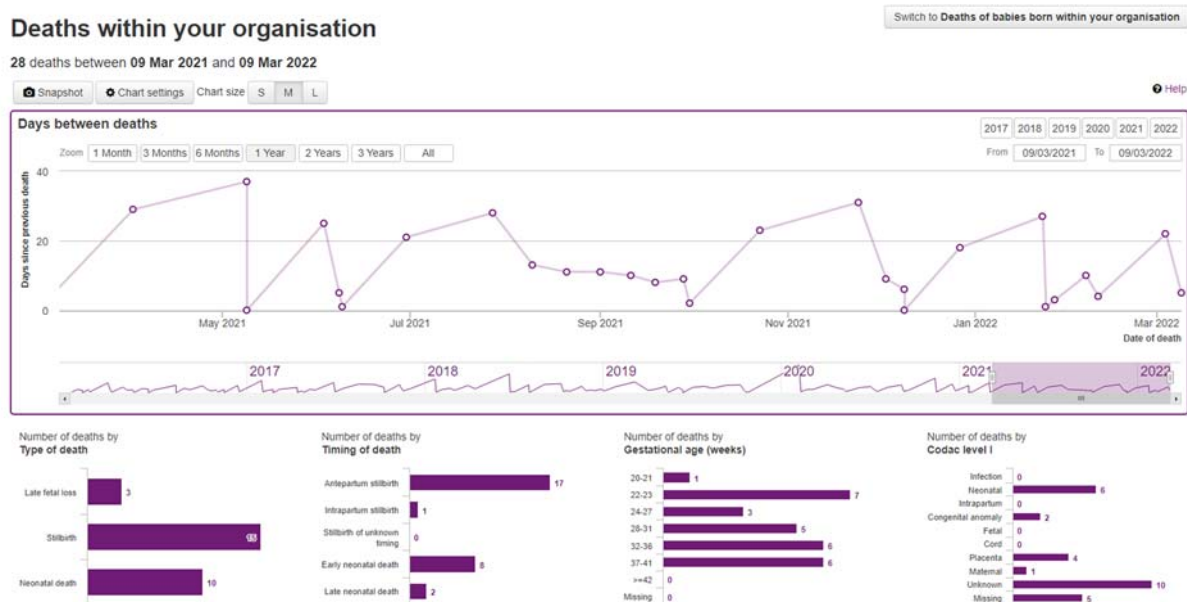 Deaths within your organisation
Switch to Deaths of babies born within your organisation
28 deaths between 09 Mar 2021 and 09 Mar 2022
Snapshot Chart settings Chart size S M L
Help
Days between deaths
2017 2018 2019 2020 2021 2022
Zoom 1 Month 3 Months 6 Months 1 Year 2 Years 3 Years All
From 09/03/2021 To 09/03/2022
Days since previous death
40
20
0
May 2021 Jul 2021 Sep 2021 Nov 2021 Jan 2022 Mar 2022
Date of death
2017 2018 2019 2020 2021 2022
Number of deaths by
Type of death
Late fetal loss 3
Stillbirth 15
Neonatal death 10
Number of deaths by
Timing of death
Antepartum stillbirth 17
Intrapartum stillbirth 1
Stillbirth of unknown
timing 0
Early neonatal death 8
Late neonatal death 2
Number of deaths by
Gestational age (weeks)
20-21 1
22-23 7
24-27 3
28-31 5
32-36 6
37-41 6
>=42 0
Missing 0
Number of deaths by
Codac level I
Infection 0
Neonatal 6
Intrapartum 0
Congenital anomaly 2
Fetal 0
Cord 0
Placenta 4
Maternal 1
Unknown 10
Missing 5